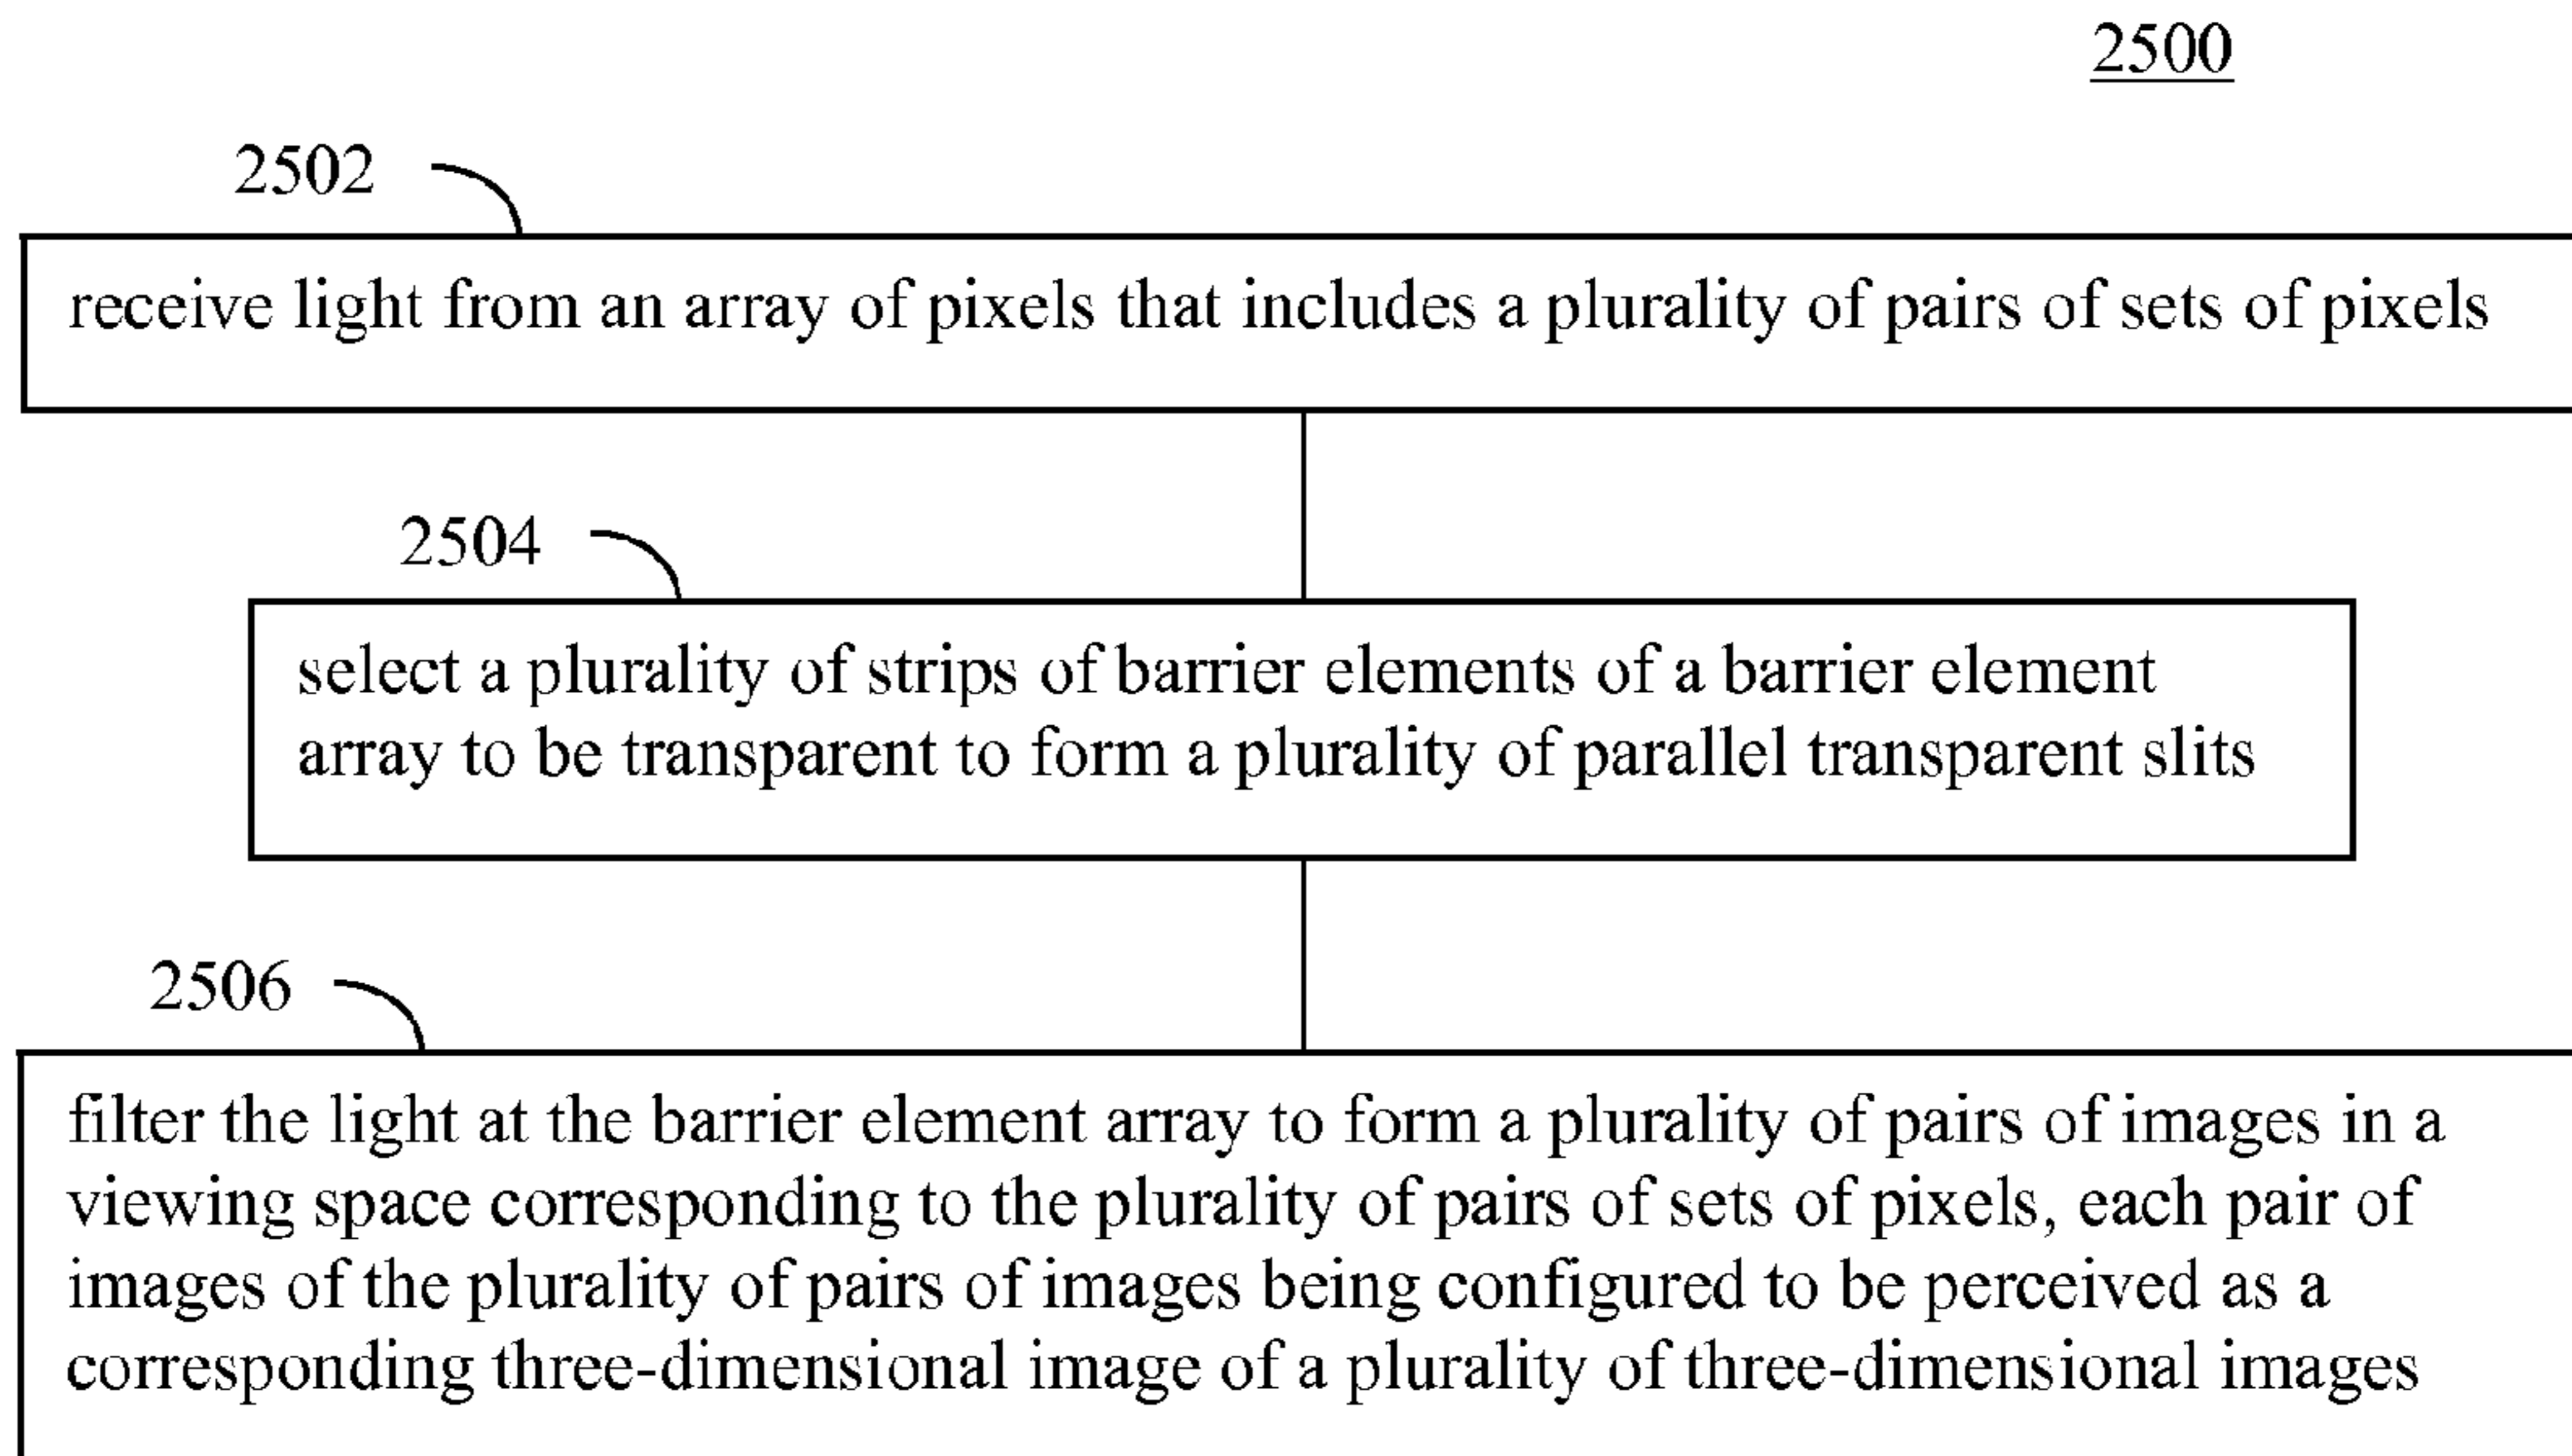 2500
2502
receive light from an array of pixels that includes a plurality of pairs of sets of pixels
2504
select a plurality of strips of barrier elements of a barrier element
array to be transparent to form a plurality of parallel transparent slits
2506
filter the light at the barrier element array to form a plurality of pairs of images in a
viewing space corresponding to the plurality of pairs of sets of pixels, each pair of
images of the plurality of pairs of images being configured to be perceived as a
corresponding three-dimensional image of a plurality of three-dimensional images